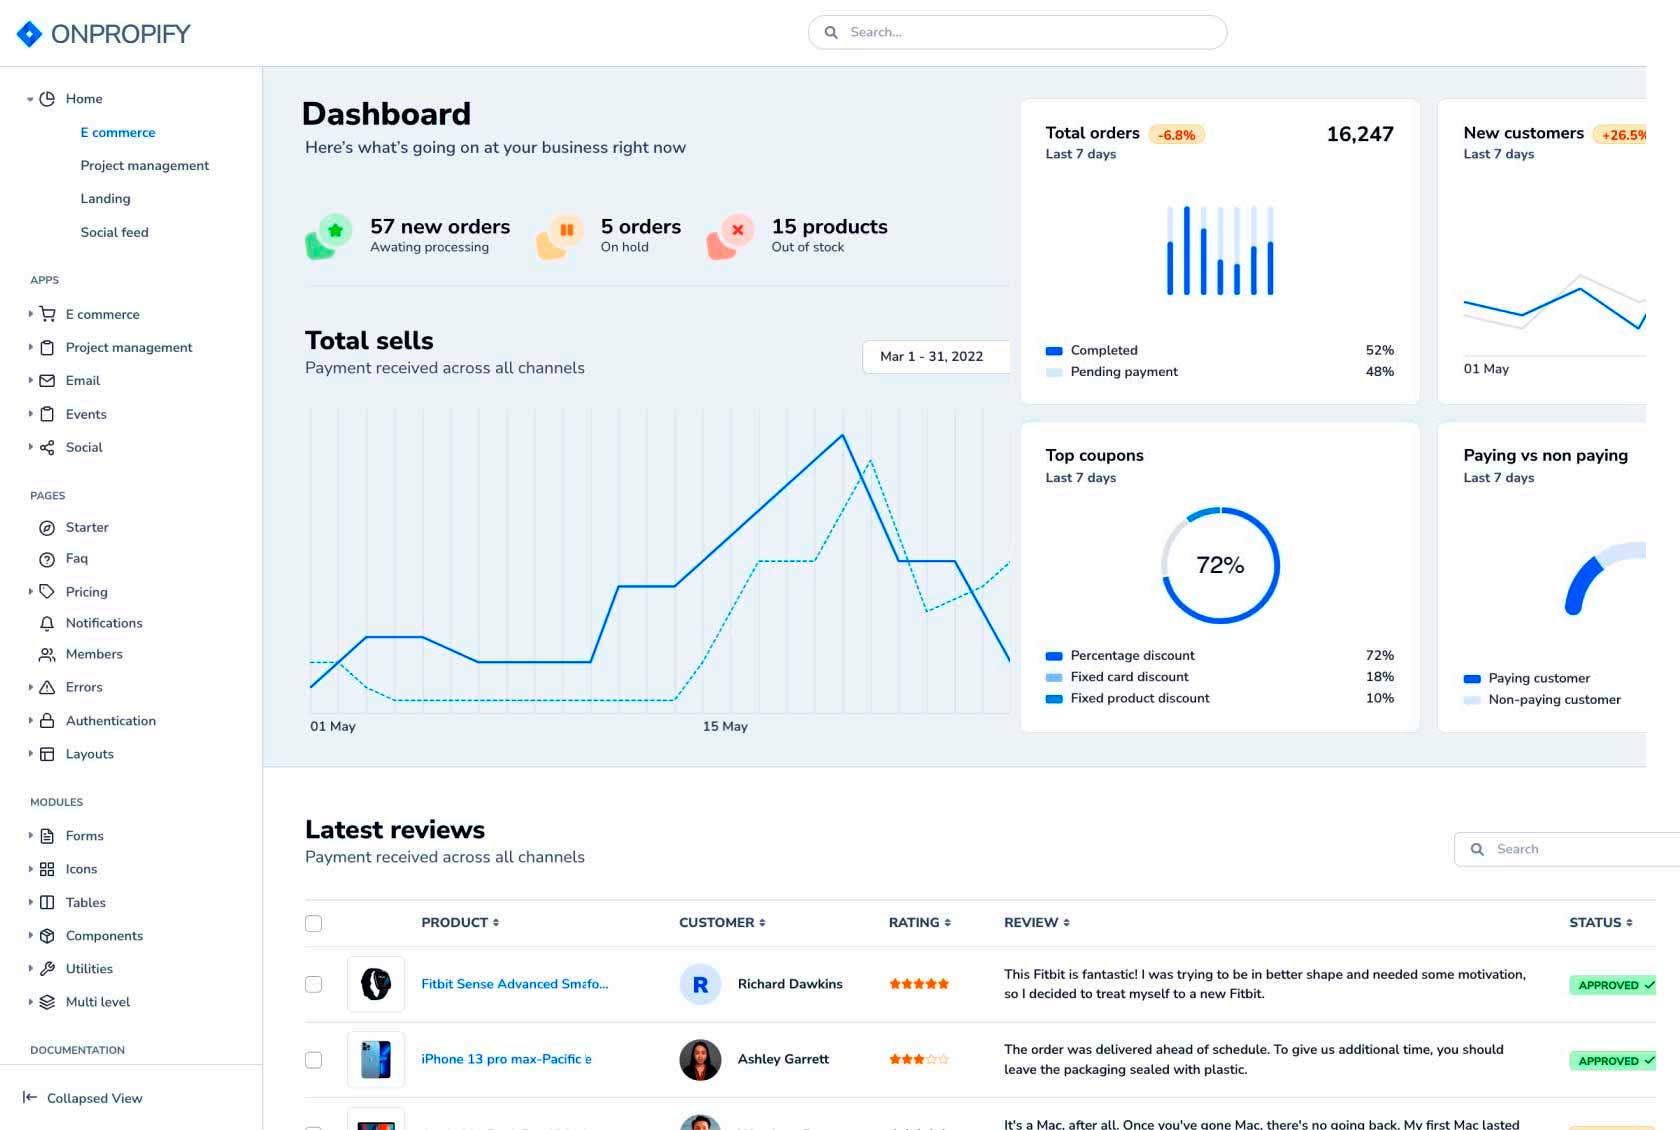 ONPROPIFY
Search...
Home
E commerce
Project management
Landing
Social feed
APPS
E commerce
Project management
Email
Events
Social
PAGES
Starter
Faq
Pricing
Notifications
Members
Errors
Authentication
Layouts
MODULES
Forms
Icons
Tables
Components
Utilities
Multi level
DOCUMENTATION
Collapsed View
Dashboard
Here's what's going on at your business right now
57 new orders
Awating processing
5 orders
On hold
15 products
Out of stock
Total sells
Payment received across all channels
Mar 1 - 31, 2022
01 May
15 May
Total orders -6.8% 16,247
Last 7 days
Completed 52%
Pending payment 48%
New customers +26.5%
Last 7 days
01 May
Top coupons
Last 7 days
72%
Percentage discount 72%
Fixed card discount 18%
Fixed product discount 10%
Paying vs non paying
Last 7 days
Paying customer
Non-paying customer
Latest reviews
Payment received across all channels
Search
PRODUCT CUSTOMER RATING REVIEW STATUS
Fitbit Sense Advanced Smafo... R Richard Dawkins
This Fitbit is fantastic! I was trying to be in better shape and needed some motivation,
so I decided to treat myself to a new Fitbit.
APPROVED
iPhone 13 pro max-Pacific e Ashley Garrett
The order was delivered ahead of schedule. To give us additional time, you should
leave the packaging sealed with plastic.
APPROVED
It's a Mac, after all. Once you've gone Mac, there's no going back. My first Mac lasted